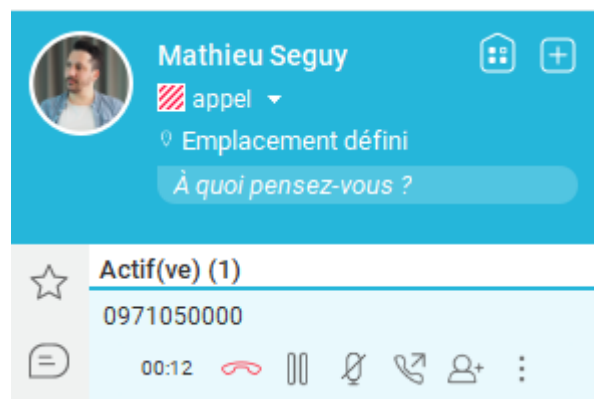 Mathieu Seguy
appel
Emplacement défini
À quoi pensez-vous ?
Actif(ve) (1)
0971050000
00:12